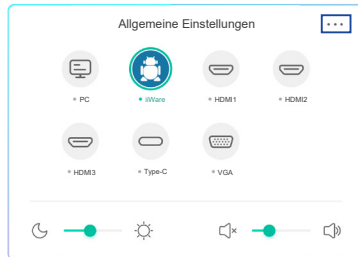 Allgemeine Einstellungen
PC
iiWare
HDMI1
HDMI2
HDMI3
Type-C
VGA